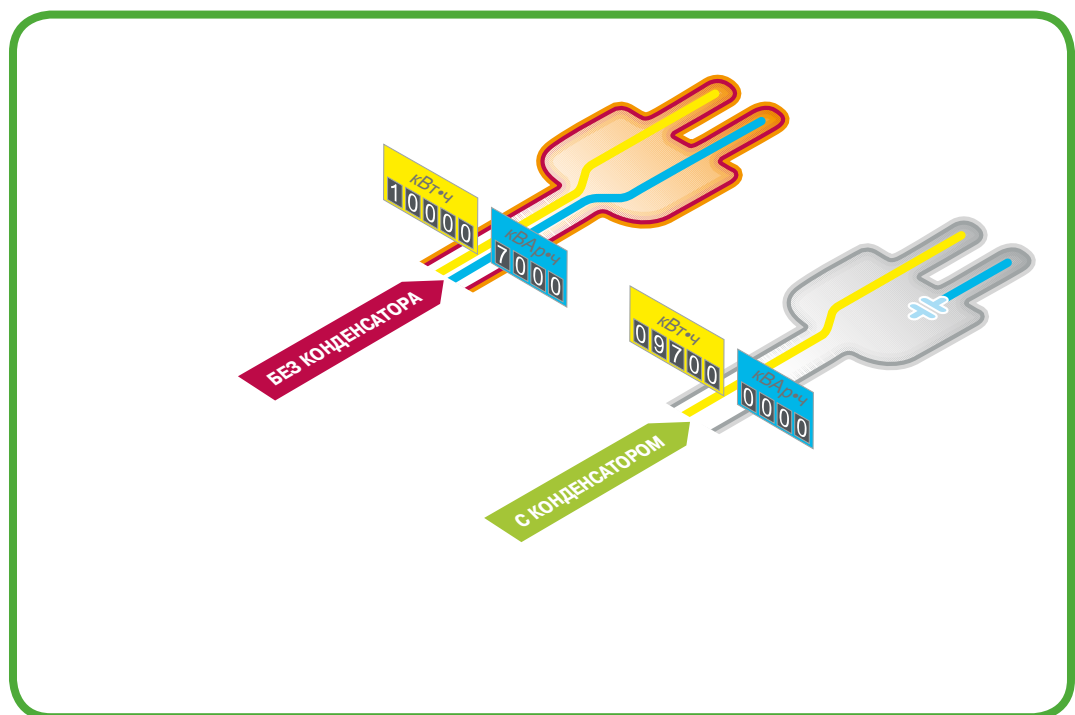 кВт•ч
10000
кВАр•ч
7000
БЕЗ КОНДЕНСАТОРА
кВт•ч
09700
кВАр•ч
0000
С КОНДЕНСАТОРОМ